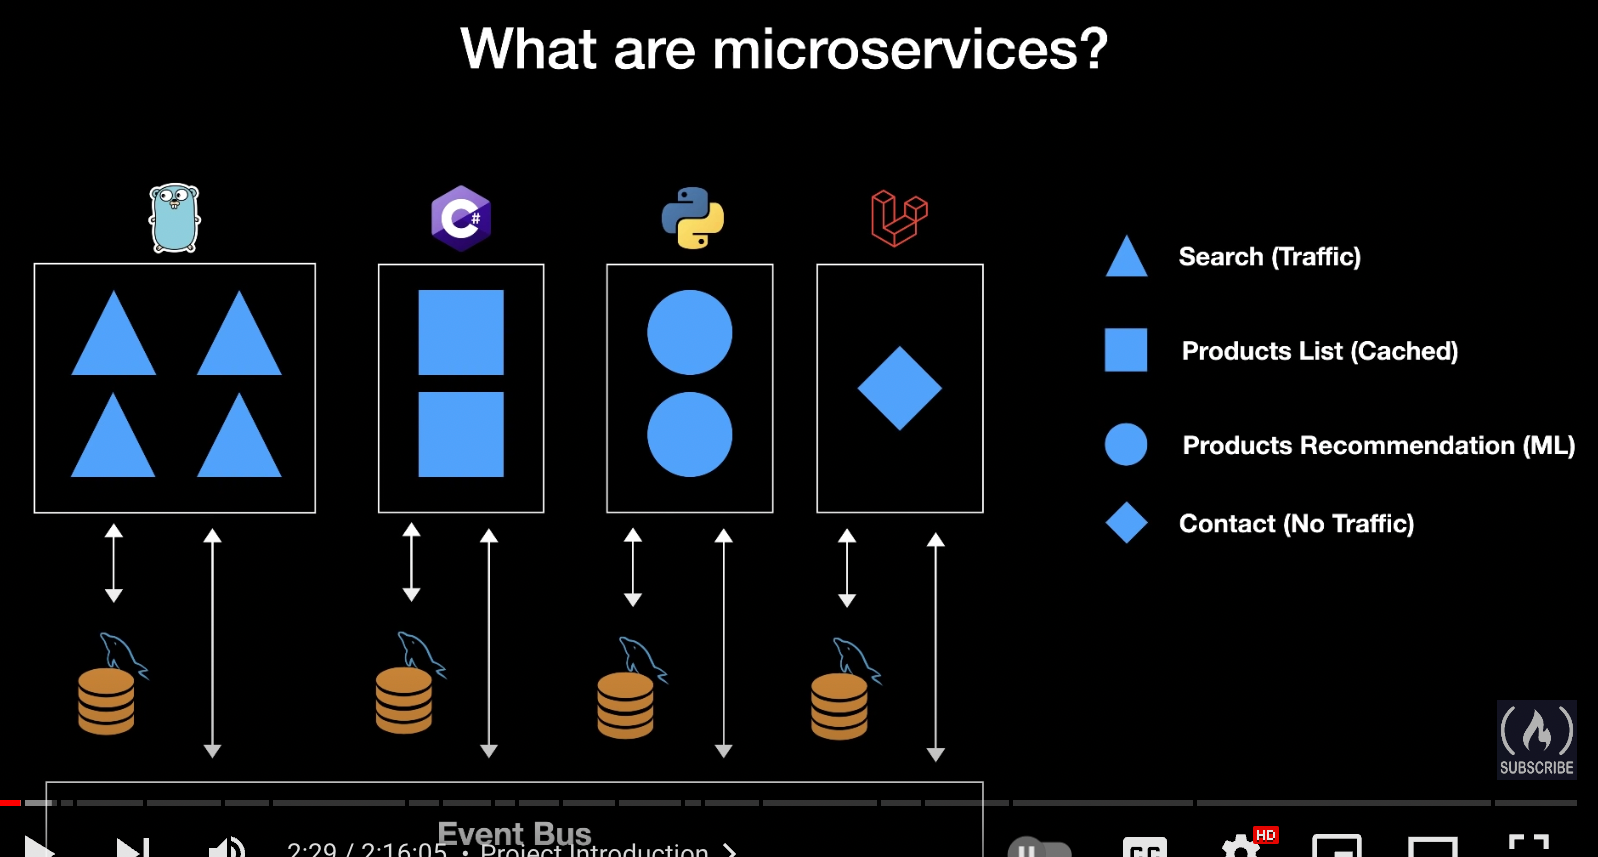 What are microservices?
C#
Search (Traffic)
Products List (Cached)
Products Recommendation (ML)
Contact (No Traffic)
SUBSCRIBE
Event Bus
HD
2:29 / 2:16:05 • Project Introduction >
CC